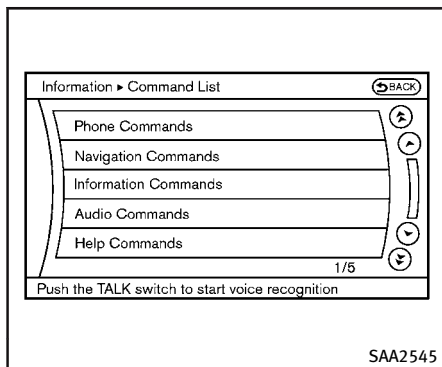 Information ▸ Command List
BACK
Phone Commands
Navigation Commands
Information Commands
Audio Commands
Help Commands
1/5
Push the TALK switch to start voice recognition
SAA2545